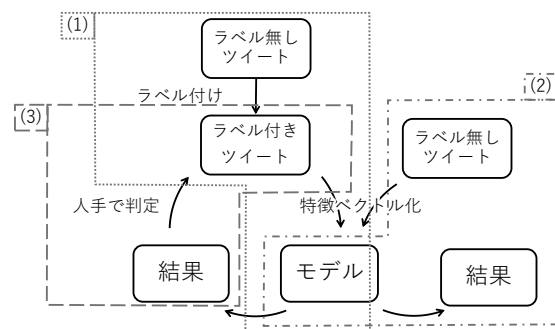 (1)
ラベル無し
ツイート
(2)
ラベル付け
(3)
ラベル付き
ツイート
ラベル無し
ツイート
人手で判定
特徴ベクトル化
結果
モデル
結果